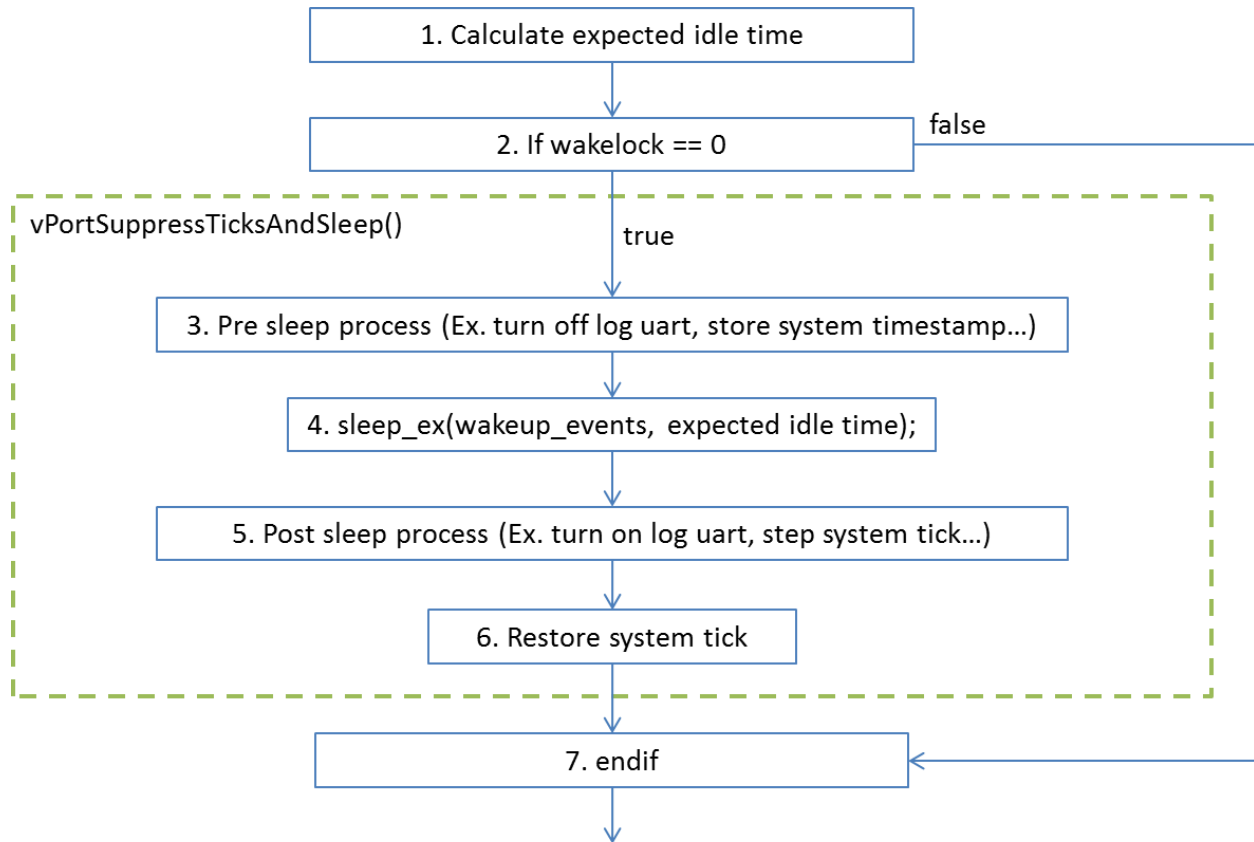 1. Calculate expected idle time
false
2. If wakelock == 0
vPortSuppressTicksAndSleep()
true
3. Pre sleep process (Ex. turn off log uart, store system timestamp…)
4. sleep_ex(wakeup_events, expected idle time);
5. Post sleep process (Ex. turn on log uart, step system tick…)
6. Restore system tick
7. endif